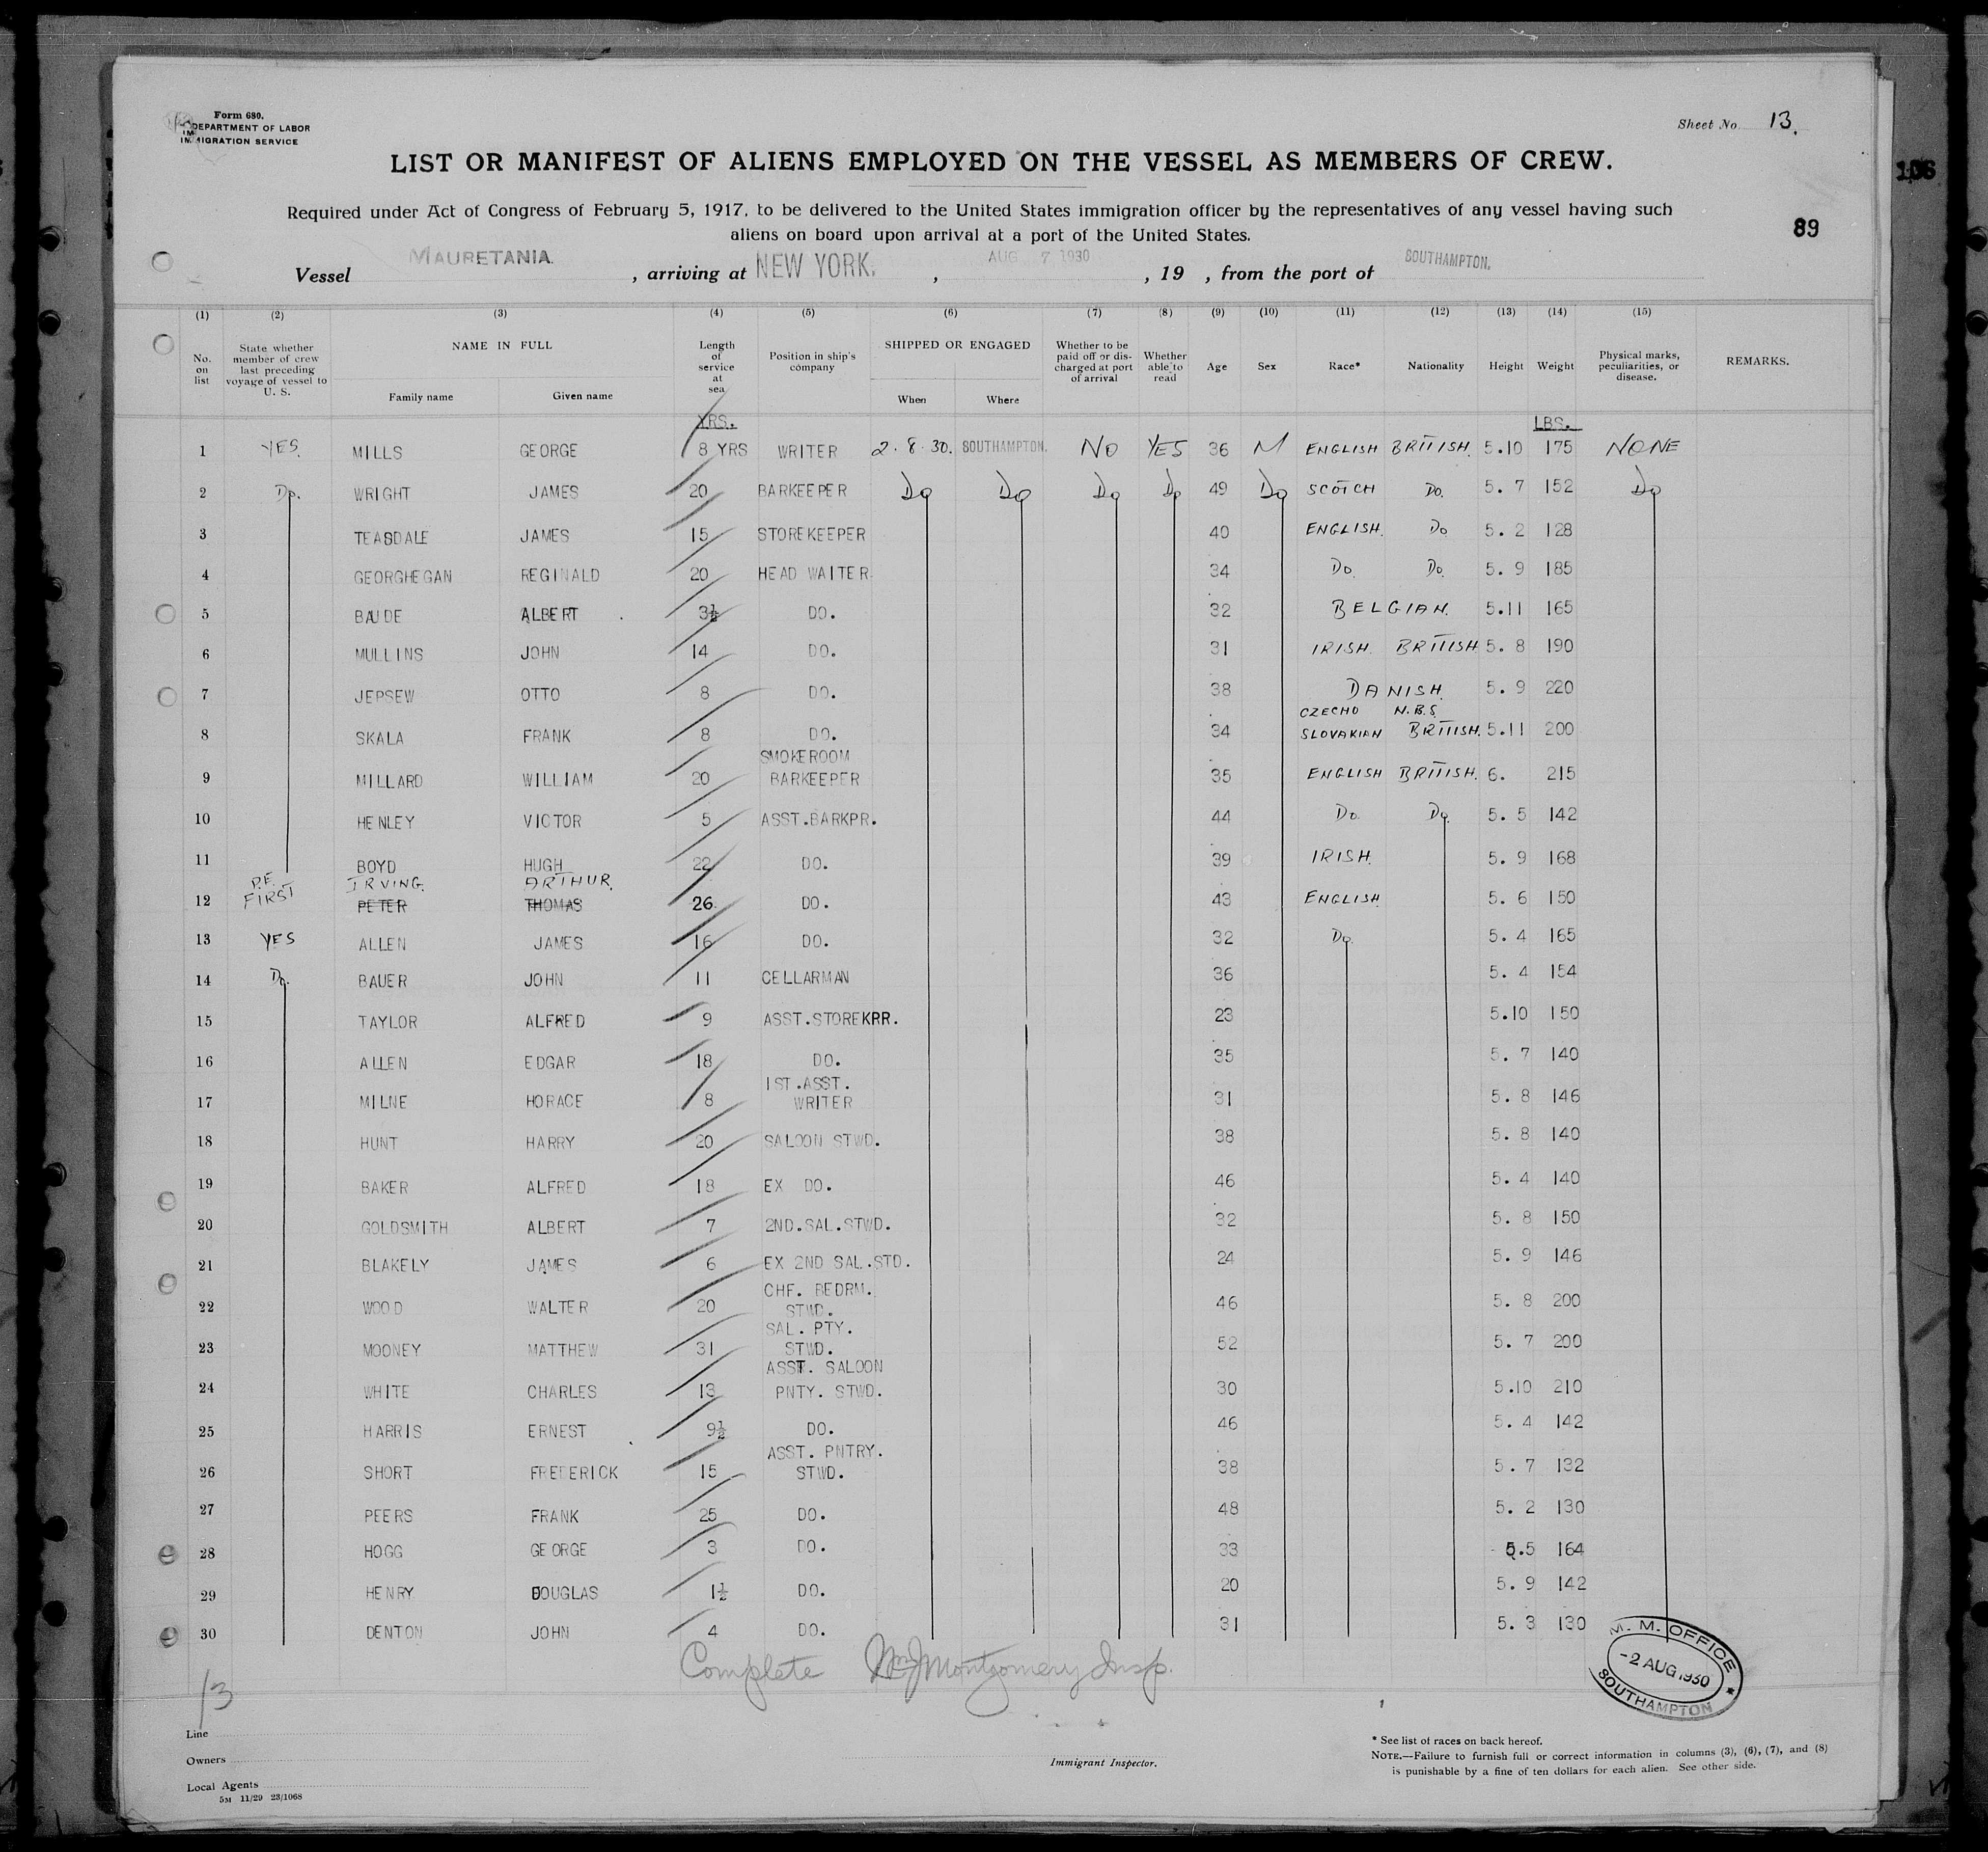 Form 680.
DEPARTMENT OF LABOR
IMMIGRATION SERVICE
Sheet No. 13.
LIST OR MANIFEST OF ALIENS EMPLOYED ON THE VESSEL AS MEMBERS OF CREW.
Required under Act of Congress of February 5, 1917, to be delivered to the United States immigration officer by the representatives of any vessel having such
aliens on board upon arrival at a port of the United States.
89
Vessel MAURETANIA. , arriving at NEW YORK. , AUG 7 1930 , 19 , from the port of SOUTHAMPTON.
(1) (2) (3) (4) (5) (6) (7) (8) (9) (10) (11) (12) (13) (14) (15)
No. on list
State whether member of crew last preceding voyage of vessel to U. S.
NAME IN FULL
Family name Given name
Length of service at sea
Position in ship's company
SHIPPED OR ENGAGED
When Where
Whether to be paid off or discharged at port of arrival
Whether able to read
Age Sex Race* Nationality Height Weight
Physical marks, peculiarities, or disease.
REMARKS.
YRS. LBS.
1 YES. MILLS GEORGE 8 YRS WRITER 2.8.30. SOUTHAMPTON. NO YES 36 M ENGLISH BRITISH. 5.10 175 NONE
2 Do. WRIGHT JAMES 20 BARKEEPER Do Do Do Do 49 Do SCOTCH Do. 5. 7 152 Do
3 TEASDALE JAMES 15 STOREKEEPER 40 ENGLISH. Do 5. 2 128
4 GEORGHEGAN REGINALD 20 HEAD WAITER. 34 Do. Do. 5. 9 185
5 BAUDE ALBERT 3½ DO. 32 BELGIAN. 5.11 165
6 MULLINS JOHN 14 DO. 31 IRISH. BRITISH 5. 8 190
7 JEPSEW OTTO 8 DO. 38 DANISH. 5. 9 220
8 SKALA FRANK 8 DO. 34 CZECHO SLOVAKIAN N.B.S. BRITISH. 5.11 200
9 MILLARD WILLIAM 20 SMOKEROOM BARKEEPER 35 ENGLISH BRITISH. 6. 215
10 HENLEY VICTOR 5 ASST.BARKPR. 44 Do Do. 5. 5 142
11 BOYD HUGH 22 DO. 39 IRISH. 5. 9 168
IRVING. ARTHUR.
12 P.E. FIRST PETER THOMAS 26 DO. 43 ENGLISH 5. 6 150
13 YES ALLEN JAMES 16 DO. 32 Do. 5. 4 165
14 Do. BAUER JOHN 11 CELLARMAN 36 5. 4 154
15 TAYLOR ALFRED 9 ASST.STOREKRR. 23 5.10 150
16 ALLEN EDGAR 18 DO. 35 5. 7 140
17 MILNE HORACE 8 1ST.ASST. WRITER 31 5. 8 146
18 HUNT HARRY 20 SALOON STWD. 38 5. 8 140
19 BAKER ALFRED 18 EX DO. 46 5. 4 140
20 GOLDSMITH ALBERT 7 2ND.SAL.STWD. 32 5. 8 150
21 BLAKELY JAMES 6 EX 2ND SAL.STD. 24 5. 9 146
22 WOOD WALTER 20 CHF. BEDRM. STWD. 46 5. 8 200
23 MOONEY MATTHEW 31 SAL. PTY. STWD. 52 5. 7 200
24 WHITE CHARLES 13 ASST. SALOON PNTY. STWD. 30 5.10 210
25 HARRIS ERNEST 9½ DO. 46 5. 4 142
26 SHORT FREDERICK 15 ASST. PNTRY. STWD. 38 5. 7 132
27 PEERS FRANK 25 DO. 48 5. 2 130
28 HOGG GEORGE 3 DO. 33 5.5 164
29 HENRY DOUGLAS 1½ DO. 20 5. 9 142
30 DENTON JOHN 4 DO. 31 5. 3 130
Complete Wm J Montgomery Insp.
M. M. OFFICE
-2 AUG 1930
SOUTHAMPTON
13
Line
Owners
Local Agents
5M 11/29 23/1068
Immigrant Inspector.
* See list of races on back hereof.
NOTE.—Failure to furnish full or correct information in columns (3), (6), (7), and (8)
is punishable by a fine of ten dollars for each alien. See other side.